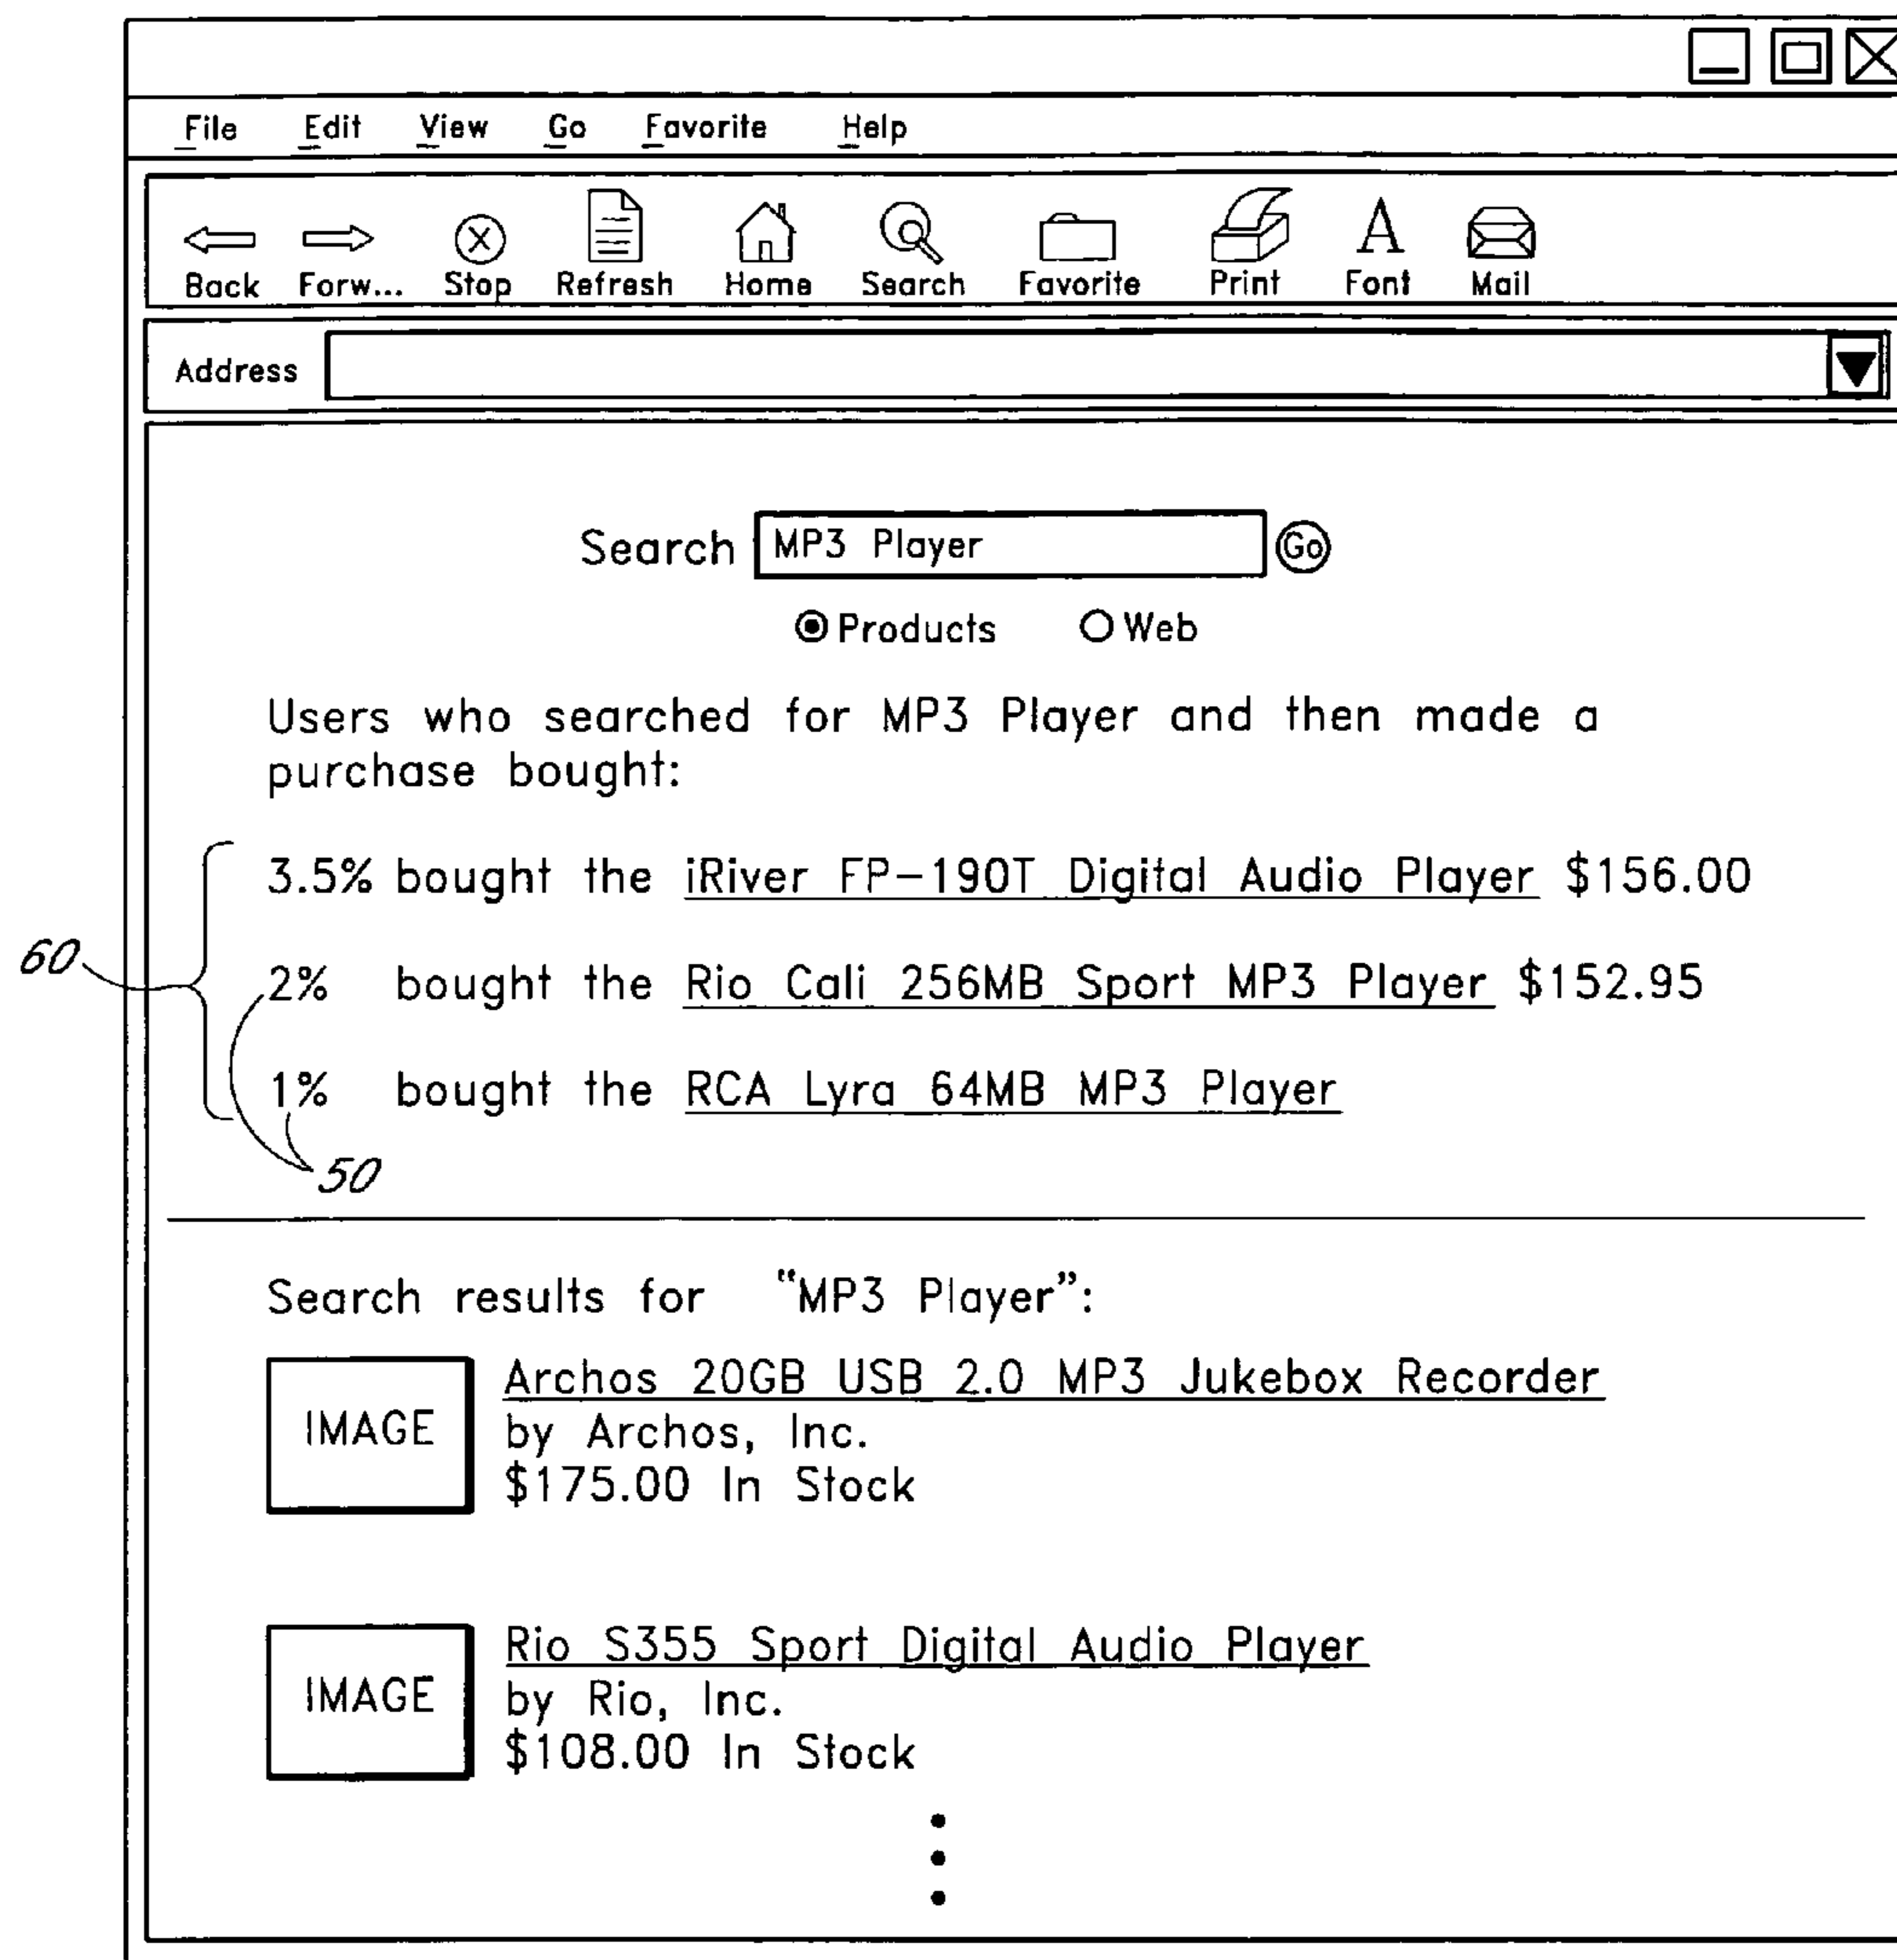 File Edit View Go Favorite Help
Back Forw... Stop Refresh Home Search Favorite Print Font Mail
Address
Search MP3 Player Go
Products Web
Users who searched for MP3 Player and then made a
purchase bought:
3.5% bought the iRiver FP-190T Digital Audio Player $156.00
60
2% bought the Rio Cali 256MB Sport MP3 Player $152.95
1% bought the RCA Lyra 64MB MP3 Player
50
Search results for "MP3 Player":
IMAGE
Archos 20GB USB 2.0 MP3 Jukebox Recorder
by Archos, Inc.
$175.00 In Stock
IMAGE
Rio S355 Sport Digital Audio Player
by Rio, Inc.
$108.00 In Stock